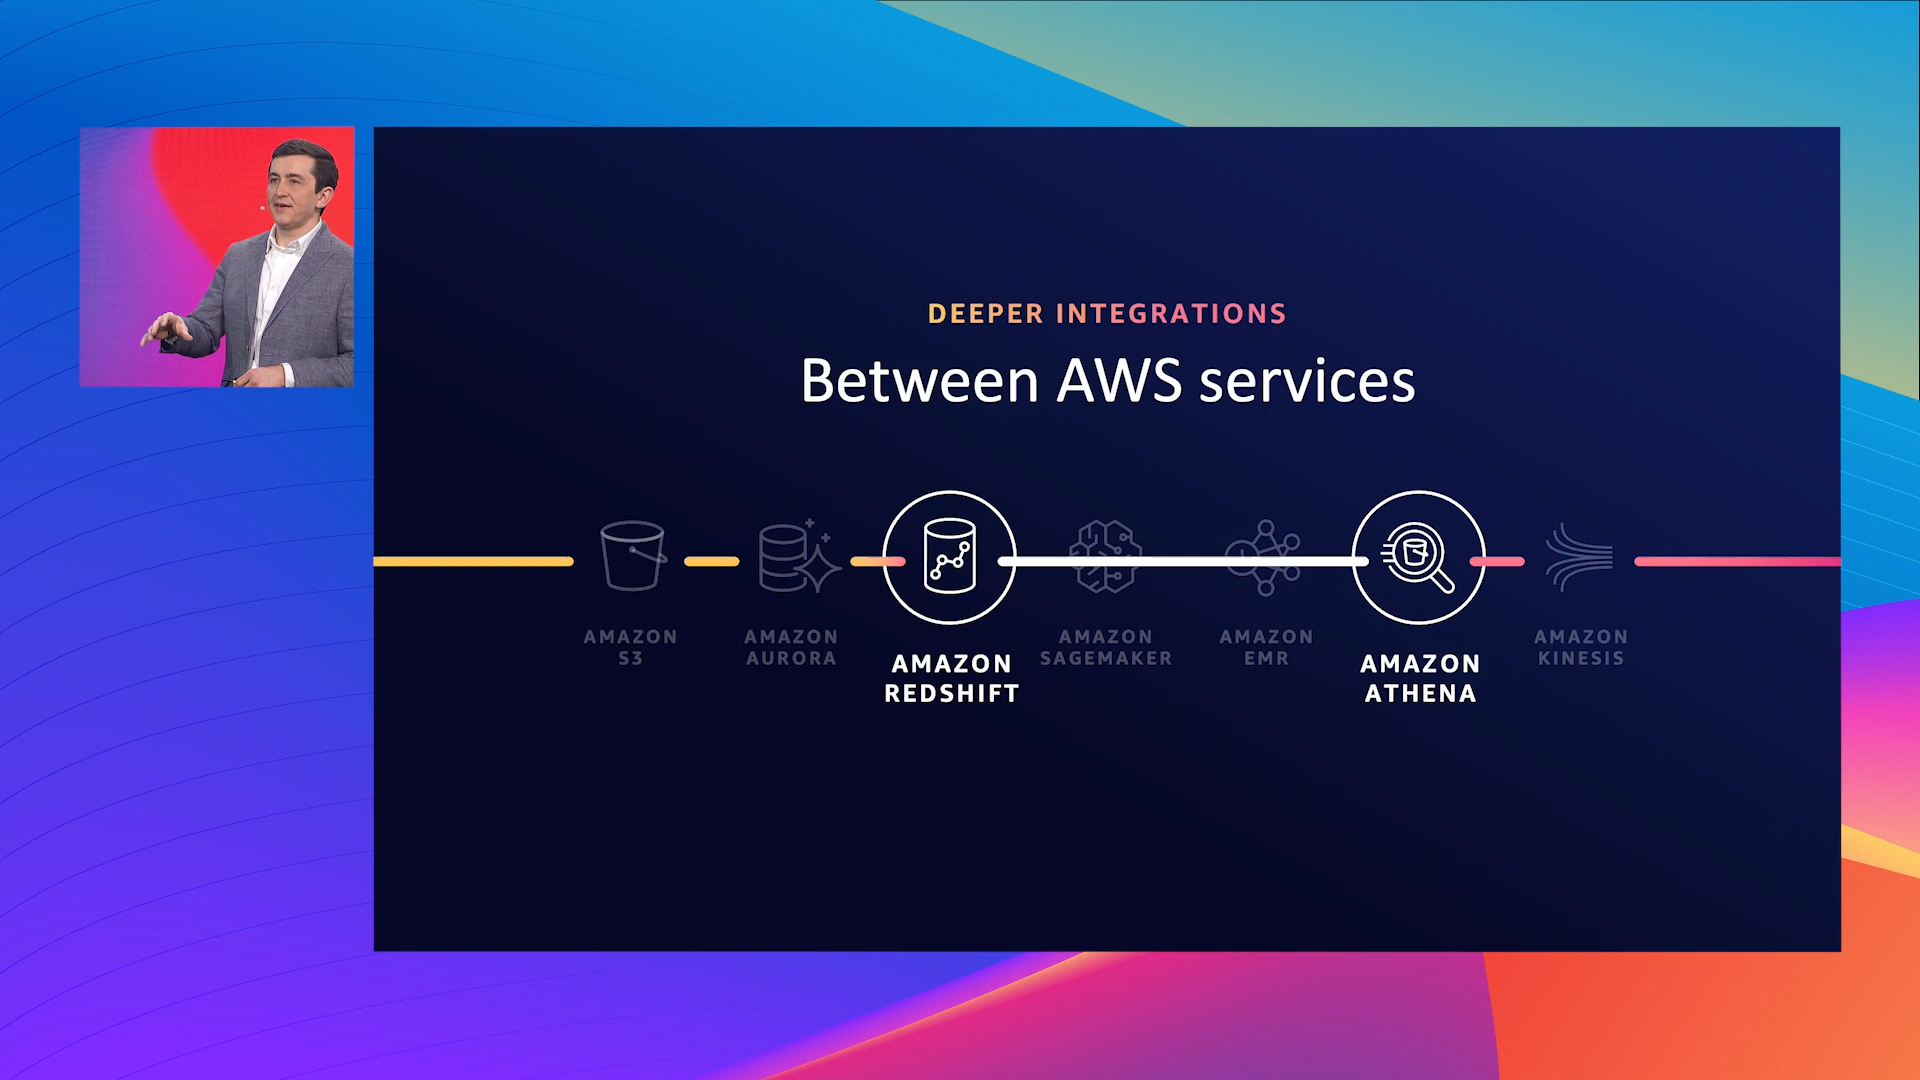 DEEPER INTEGRATIONS
Between AWS services
AMAZON
S3
AMAZON
AURORA
AMAZON
REDSHIFT
AMAZON
SAGEMAKER
AMAZON
EMR
AMAZON
ATHENA
AMAZON
KINESIS